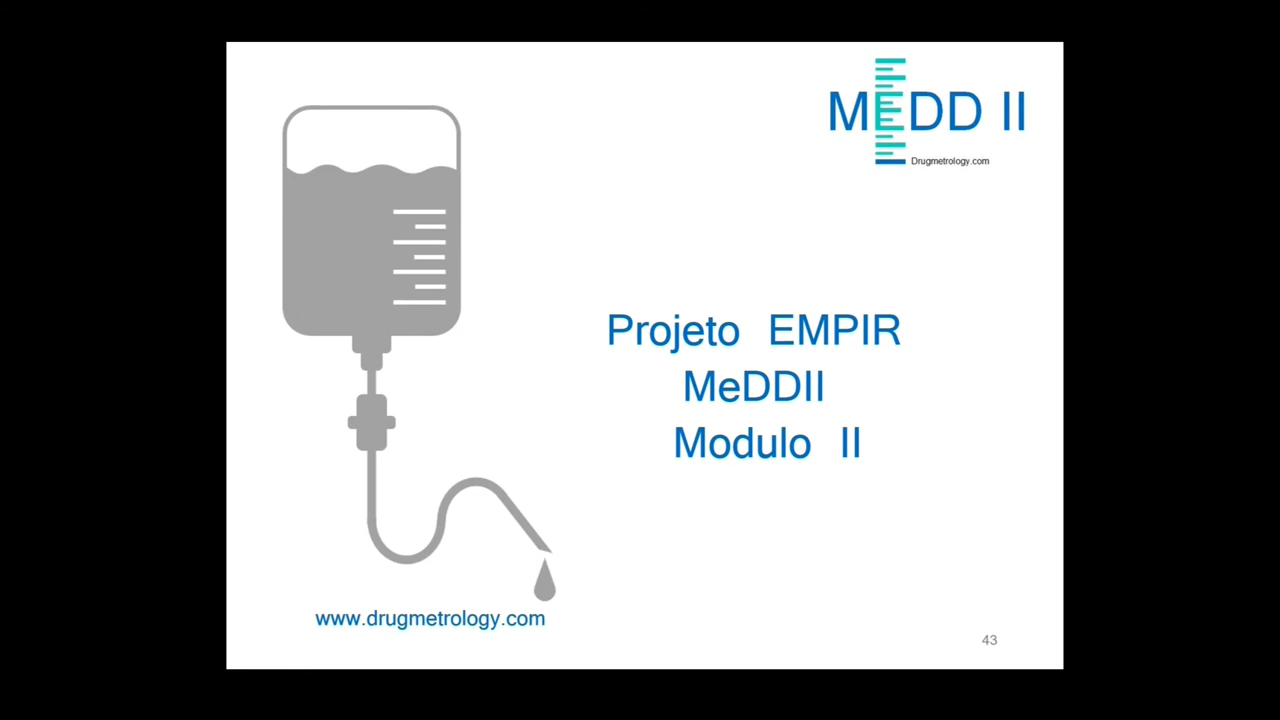 MEDD II
Drugmetrology.com
Projeto EMPIR
MeDDII
Modulo II
www.drugmetrology.com
43